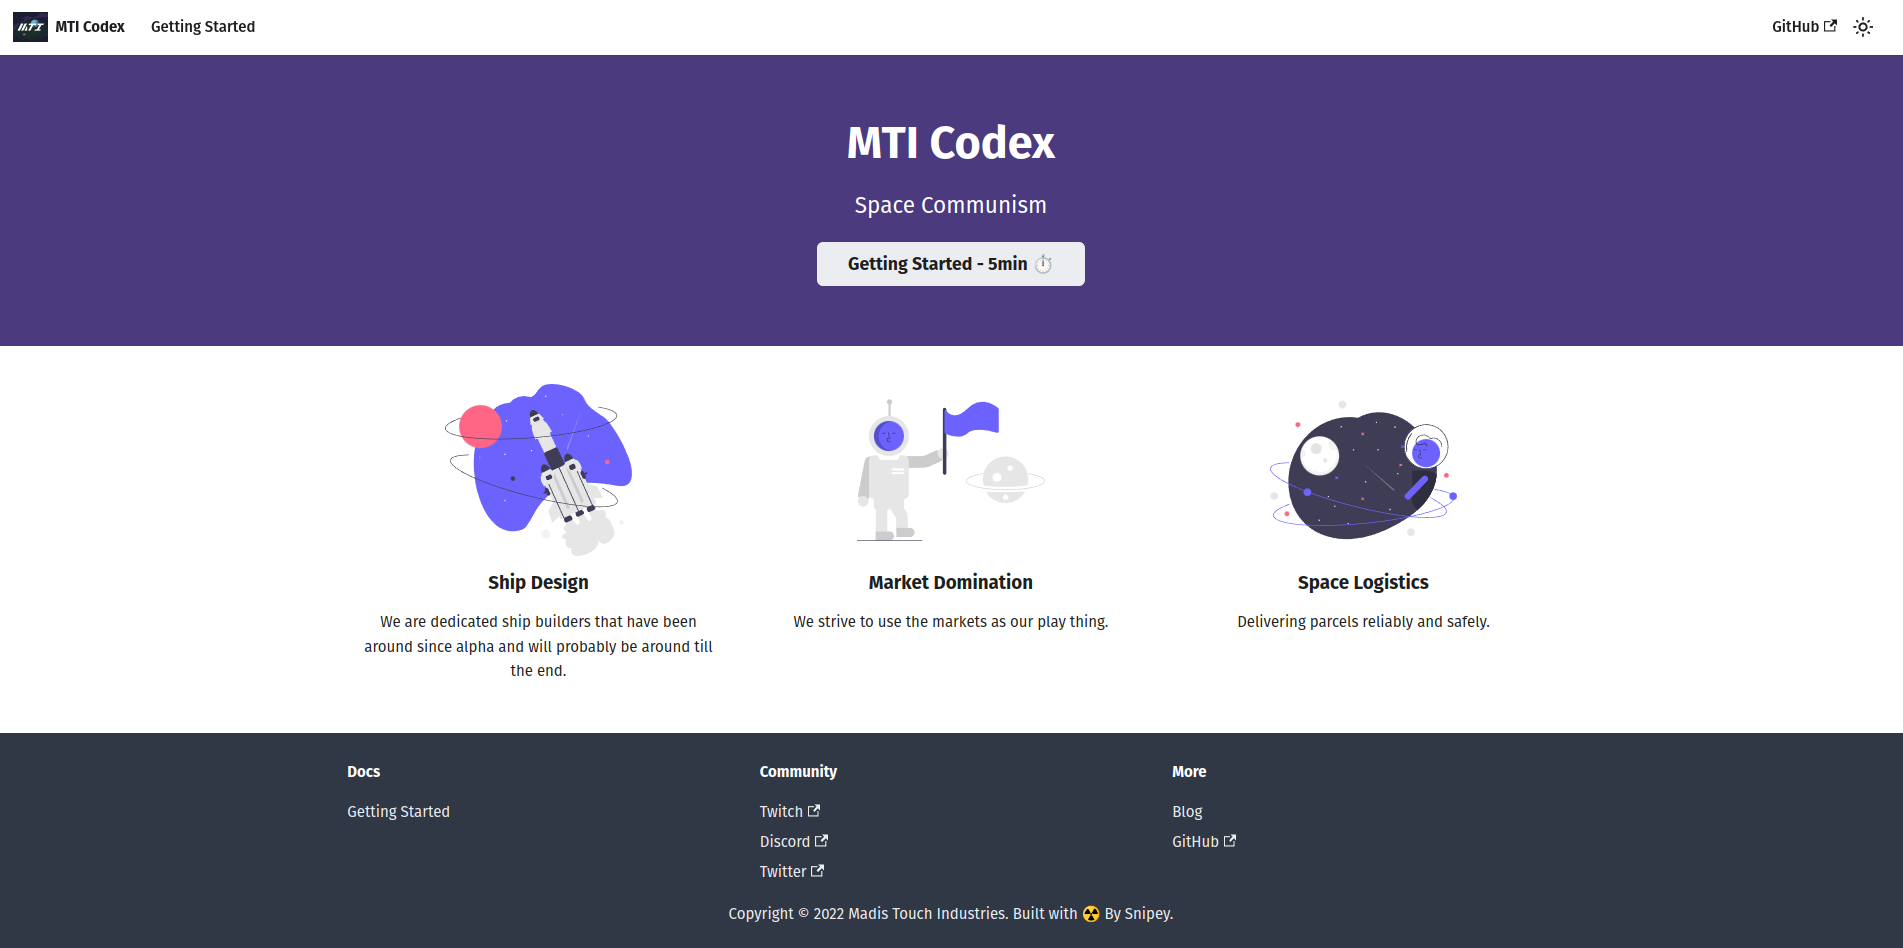 MTI MTI Codex Getting Started GitHub
MTI Codex
Space Communism
Getting Started - 5min ⏱️
Ship Design
We are dedicated ship builders that have been
around since alpha and will probably be around till
the end.
Market Domination
We strive to use the markets as our play thing.
Space Logistics
Delivering parcels reliably and safely.
Docs
Getting Started
Community
Twitch
Discord
Twitter
More
Blog
GitHub
Copyright © 2022 Madis Touch Industries. Built with ☢️ By Snipey.